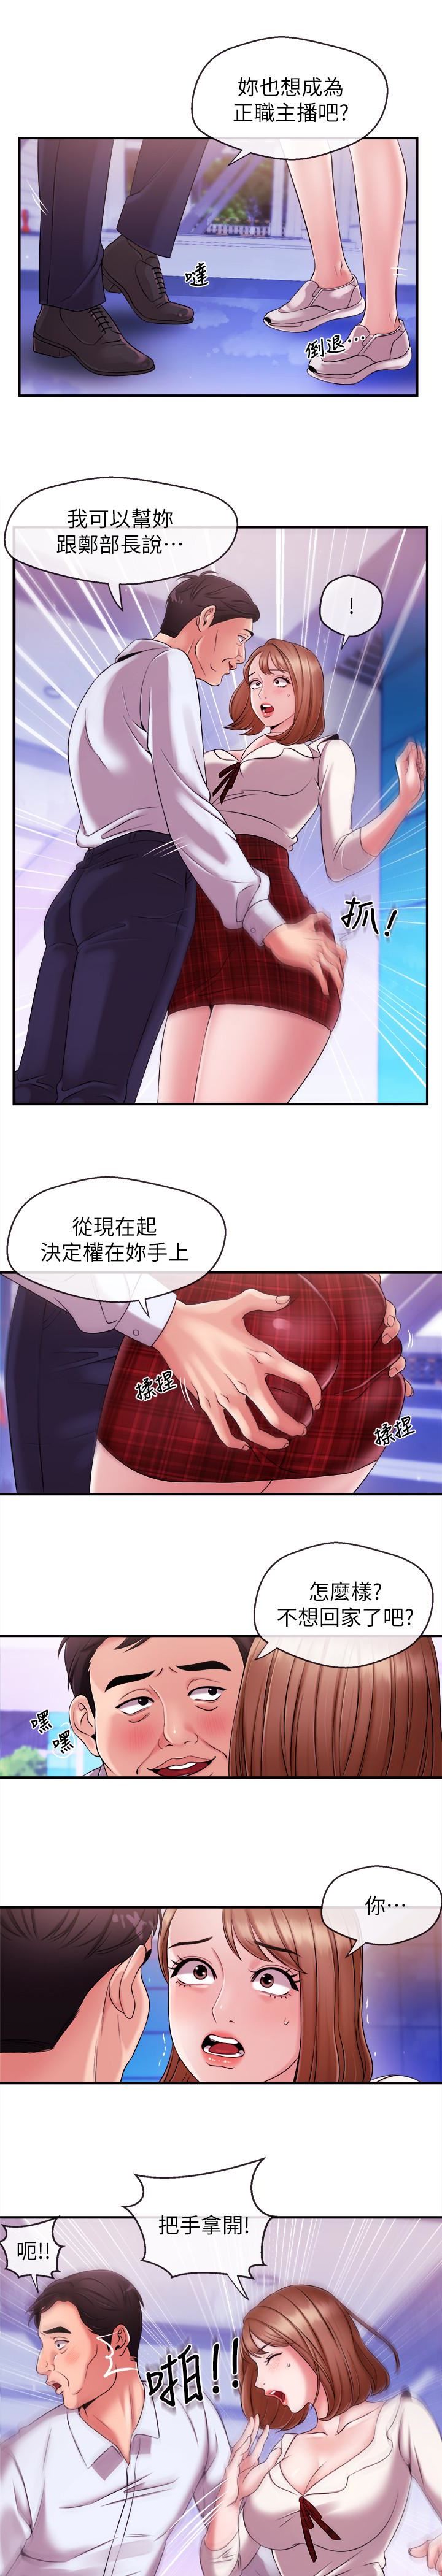 妳也想成為
正職主播吧?
噠
倒退…
我可以幫妳
跟鄭部長說…
!
抓!
從現在起
決定權在妳手上
揉捏
揉捏
怎麼樣?
不想回家了吧?
嘿
嘿
你…
把手拿開!
呃!!
啪!!